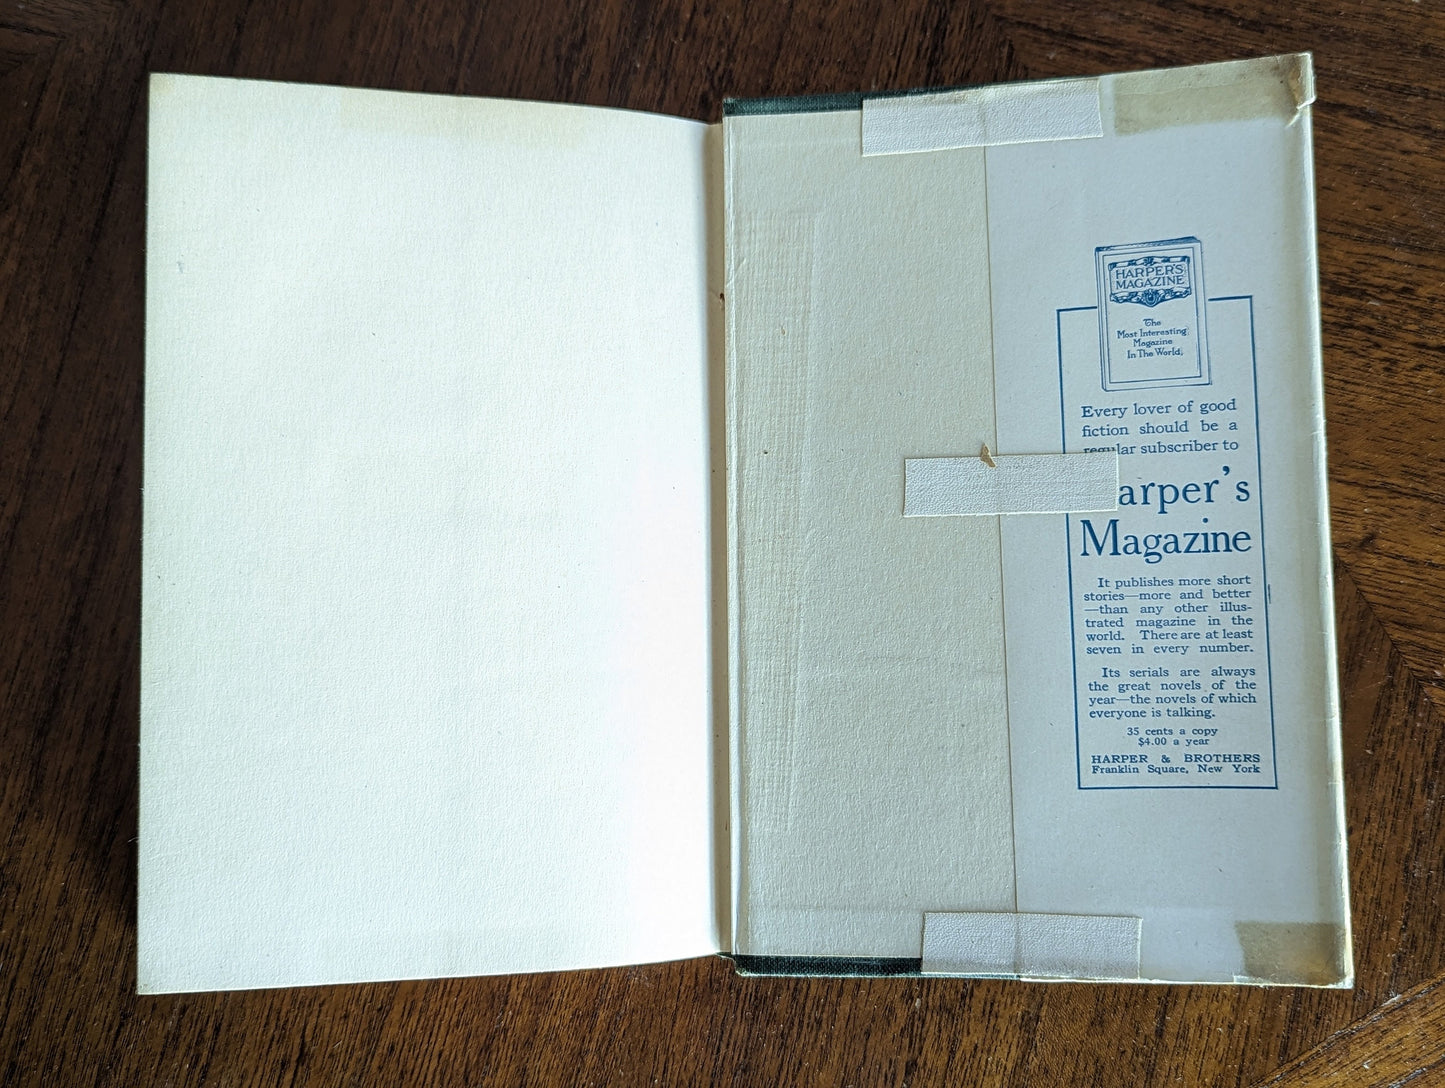 HARPER'S
MAGAZINE
The
Most Interesting
Magazine
In The World.
Every lover of good
fiction should be a
regular subscriber to
arper's
Magazine
It publishes more short
stories—more and better
—than any other illus-
trated magazine in the
world. There are at least
seven in every number.
Its serials are always
the great novels of the
year—the novels of which
everyone is talking.
35 cents a copy
$4.00 a year
HARPER & BROTHERS
Franklin Square, New York